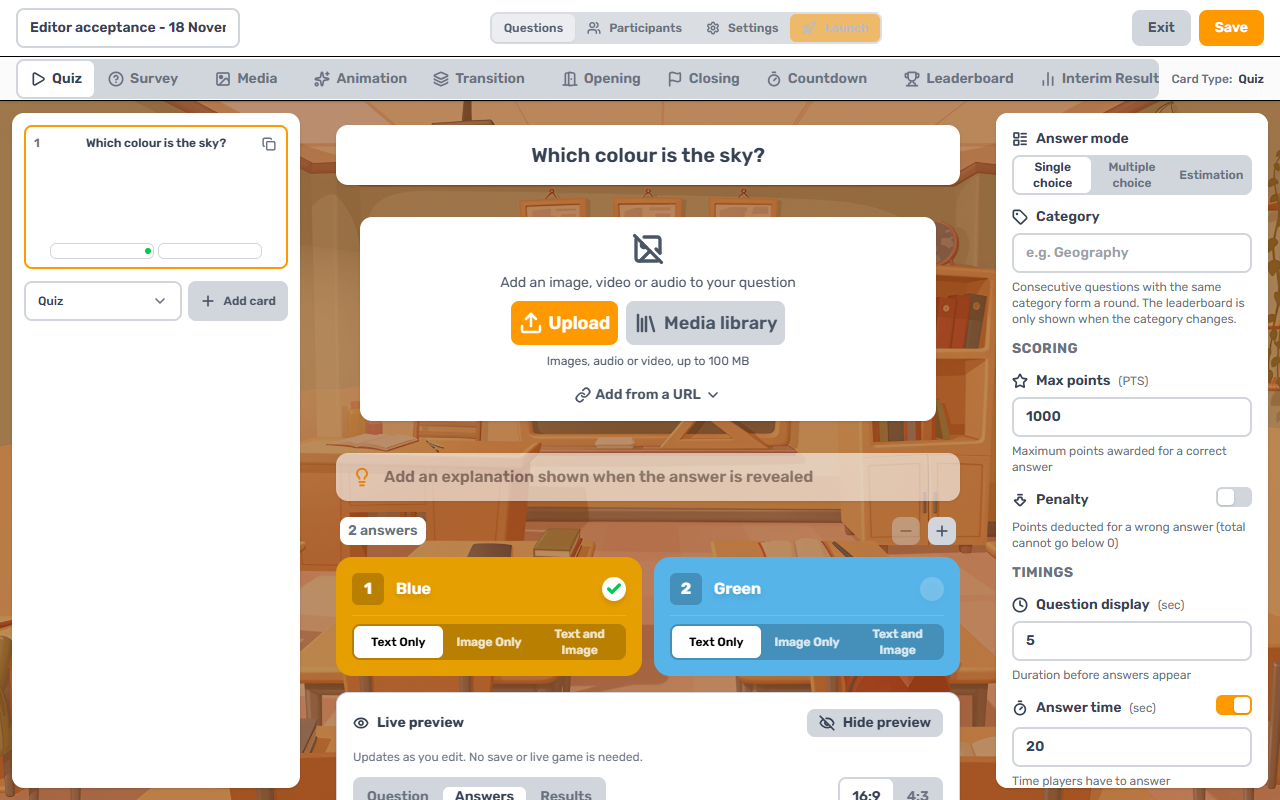 Editor acceptance - 18 Nover
Questions
Participants
Settings
Launch
Exit
Save
Quiz
Survey
Media
Animation
Transition
Opening
Closing
Countdown
Leaderboard
Interim Result
Card Type: Quiz
1
Which colour is the sky?
Quiz
Add card
Which colour is the sky?
Add an image, video or audio to your question
Upload
Media library
Images, audio or video, up to 100 MB
Add from a URL
Add an explanation shown when the answer is revealed
2 answers
1
Blue
Text Only
Image Only
Text and
Image
2
Green
Text Only
Image Only
Text and
Image
Live preview
Hide preview
Updates as you edit. No save or live game is needed.
Question
Answers
Results
16:9
4:3
Answer mode
Single
choice
Multiple
choice
Estimation
Category
e.g. Geography
Consecutive questions with the same
category form a round. The leaderboard is
only shown when the category changes.
SCORING
Max points (PTS)
1000
Maximum points awarded for a correct
answer
Penalty
Points deducted for a wrong answer (total
cannot go below 0)
TIMINGS
Question display (sec)
5
Duration before answers appear
Answer time (sec)
20
Time players have to answer